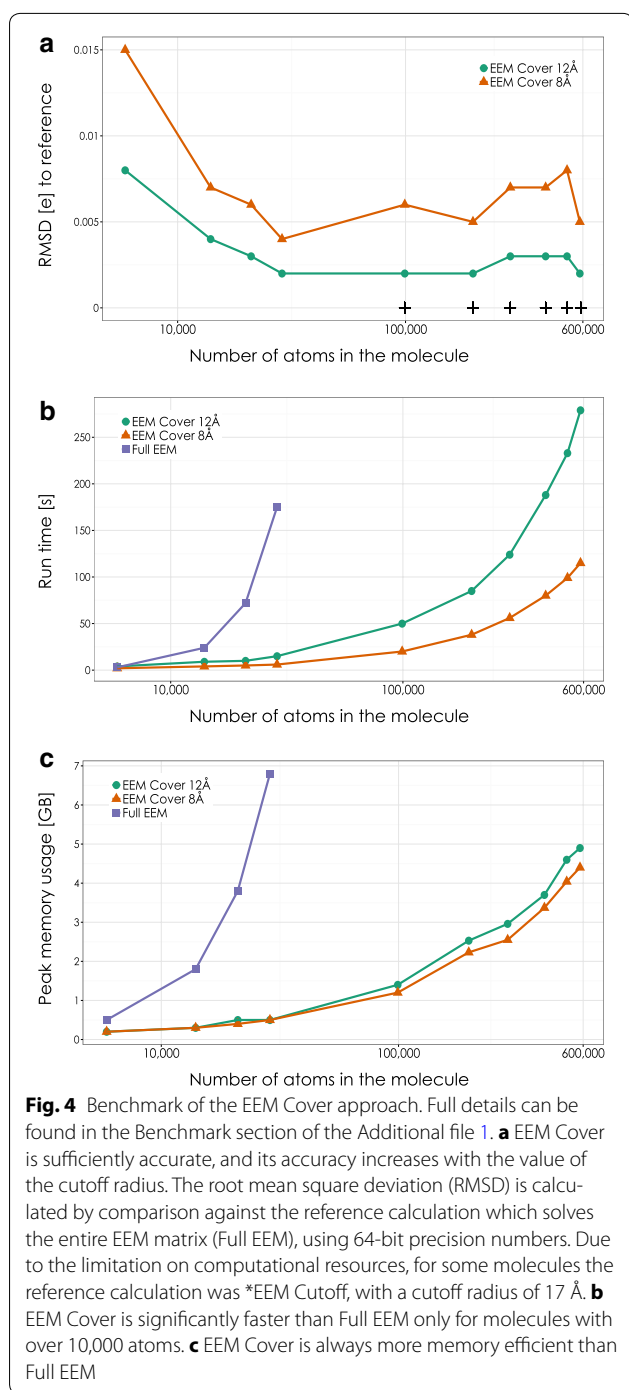 a
0.015
0.01
0.005
0
RMSD [e] to reference
EEM Cover 12Å
EEM Cover 8Å
10,000
100,000
600,000
Number of atoms in the molecule
b
250
200
150
100
50
0
Run time [s]
EEM Cover 12Å
EEM Cover 8Å
Full EEM
10,000
100,000
600,000
Number of atoms in the molecule
c
7
6
5
4
3
2
1
0
Peak memory usage [GB]
EEM Cover 12Å
EEM Cover 8Å
Full EEM
10,000
100,000
600,000
Number of atoms in the molecule
Fig. 4 Benchmark of the EEM Cover approach. Full details can be
found in the Benchmark section of the Additional file 1. a EEM Cover
is sufficiently accurate, and its accuracy increases with the value of
the cutoff radius. The root mean square deviation (RMSD) is calcu-
lated by comparison against the reference calculation which solves
the entire EEM matrix (Full EEM), using 64-bit precision numbers. Due
to the limitation on computational resources, for some molecules the
reference calculation was *EEM Cutoff, with a cutoff radius of 17 Å. b
EEM Cover is significantly faster than Full EEM only for molecules with
over 10,000 atoms. c EEM Cover is always more memory efficient than
Full EEM